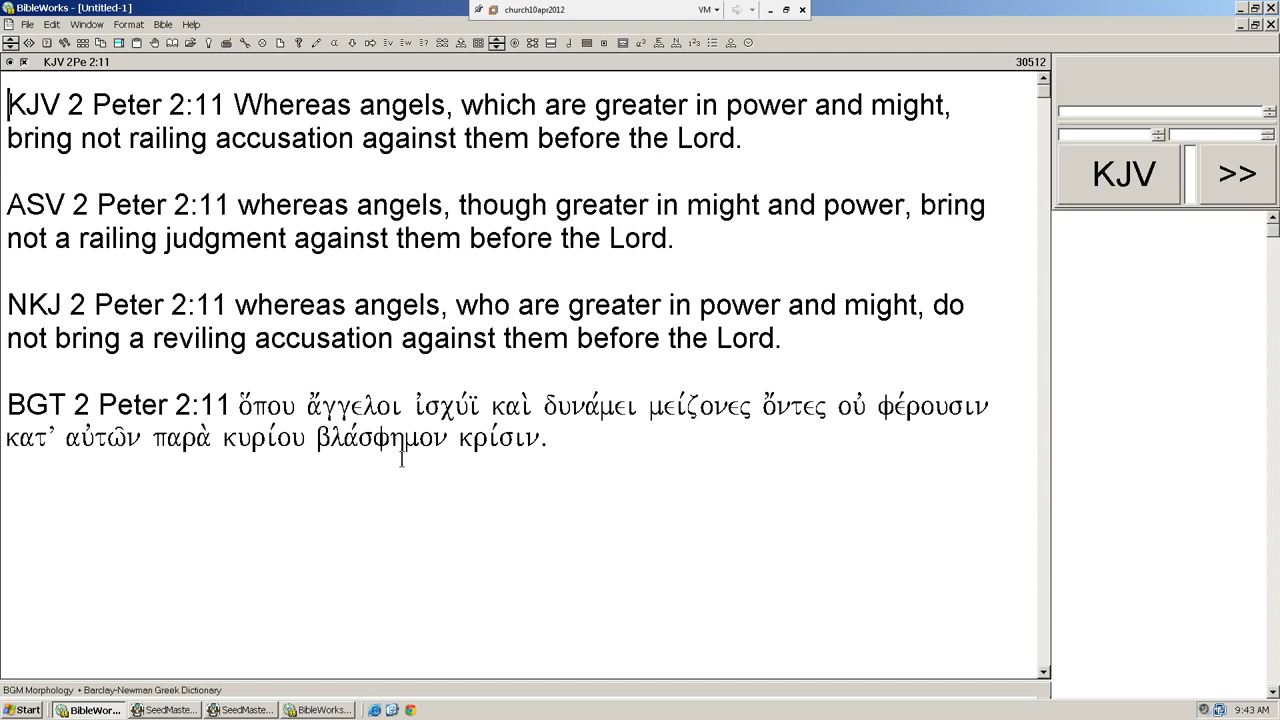 BibleWorks - [Untitled-1]
church10apr2012
VM
File Edit Window Format Bible Help
KJV 2Pe 2:11
30512
KJV 2 Peter 2:11 Whereas angels, which are greater in power and might,
bring not railing accusation against them before the Lord.
ASV 2 Peter 2:11 whereas angels, though greater in might and power, bring
not a railing judgment against them before the Lord.
NKJ 2 Peter 2:11 whereas angels, who are greater in power and might, do
not bring a reviling accusation against them before the Lord.
BGT 2 Peter 2:11 ὅπου ἄγγελοι ἰσχύϊ καὶ δυνάμει μείζονες ὄντες οὐ φέρουσιν
κατ’ αὐτῶν παρὰ κυρίου βλάσφημον κρίσιν.
KJV
>>
BGM Morphology + Barclay-Newman Greek Dictionary
Start BibleWor... SeedMaste... SeedMaste... BibleWorks... 9:43 AM